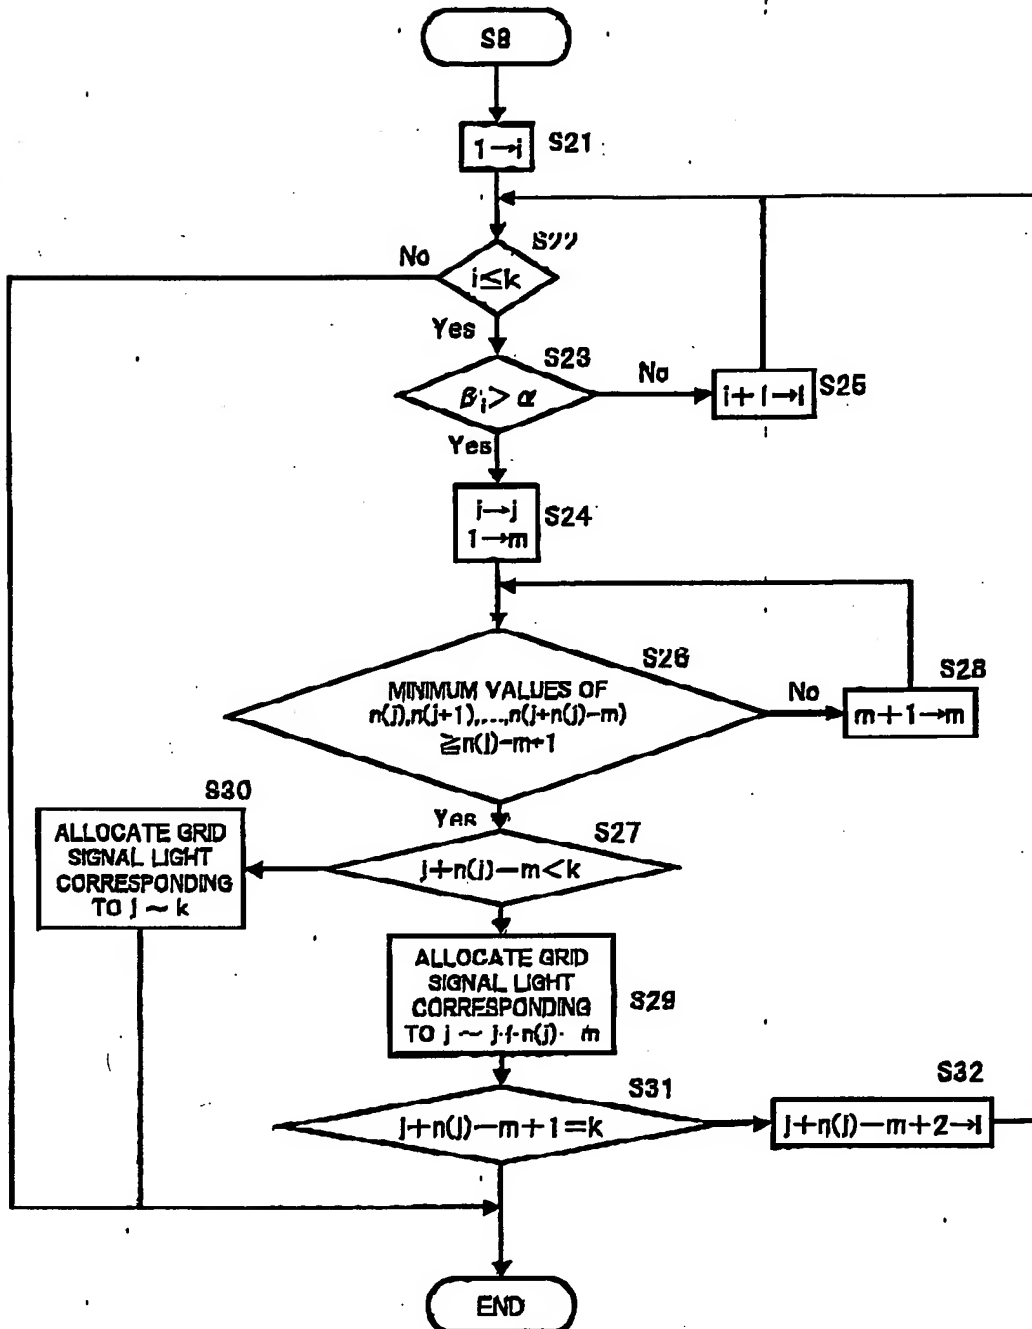 S8
1→i
S21
S22
No
i≦k
Yes
S23
βi > α
No
i+1→i
S25
Yes
i→j
1→m
S24
S26
MINIMUM VALUES OF
n(j),n(j+1),...,n(j+n(j)−m)
≧n(j)−m+1
No
S28
m+1→m
Yes
S30
ALLOCATE GRID
SIGNAL LIGHT
CORRESPONDING
TO j ~ k
S27
j+n(j)−m<k
ALLOCATE GRID
SIGNAL LIGHT
CORRESPONDING
TO j ~ j+n(j)- m
S29
S31
j+n(j)−m+1=k
S32
j+n(j)−m+2→i
END